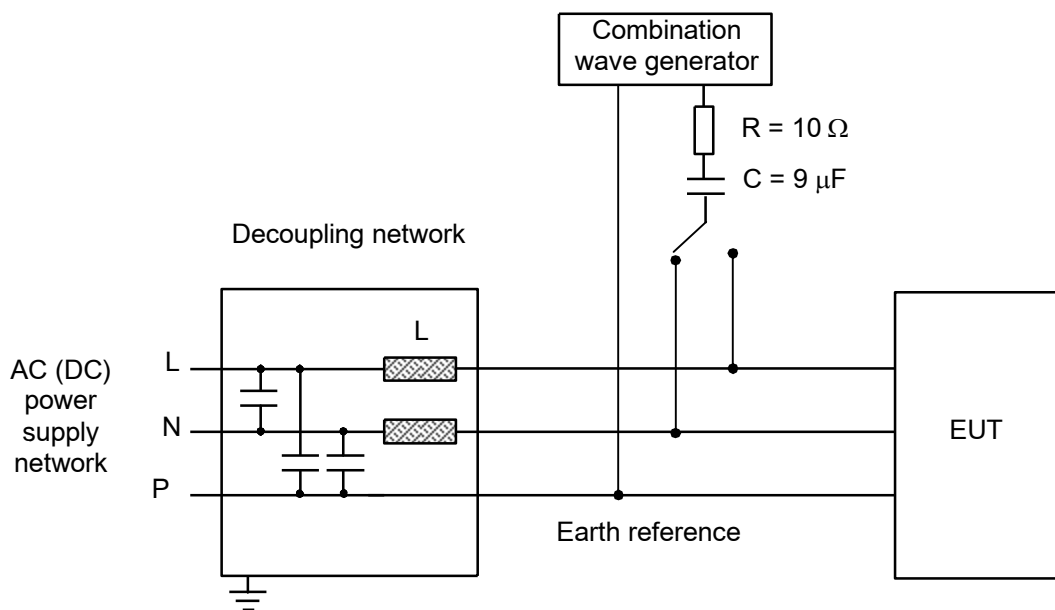 Combination
wave generator
R = 10 Ω
C = 9 μF
Decoupling network
L
AC (DC)
power
supply
network
L
N
P
EUT
Earth reference